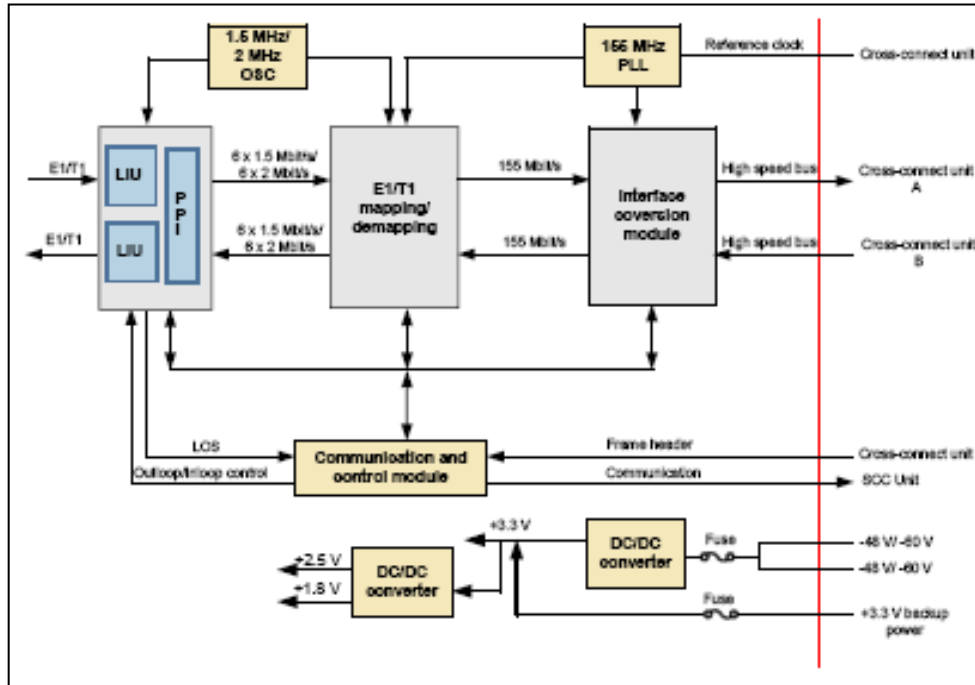 1.5 MHz/
2 MHz
OSC
155 MHz
PLL
Reference clock
Cross-connect unit
E1/T1
LIU
PPI
6 x 1.5 Mbit/s/
6 x 2 Mbit/s
E1/T1
mapping/
demapping
155 Mbit/s
Interface
coversion
module
High speed bus
Cross-connect unit
A
E1/T1
LIU
6 x 1.5 Mbit/s/
6 x 2 Mbit/s
155 Mbit/s
High speed bus
Cross-connect unit
B
LOS
Outloop/Inloop control
Communication and
control module
Frame header
Communication
Cross-connect unit
SCC Unit
+3.3 V
DC/DC
converter
Fuse
-48 V/ -60 V
-48 V/ -60 V
+2.5 V
+1.8 V
DC/DC
converter
Fuse
+3.3 V backup
power